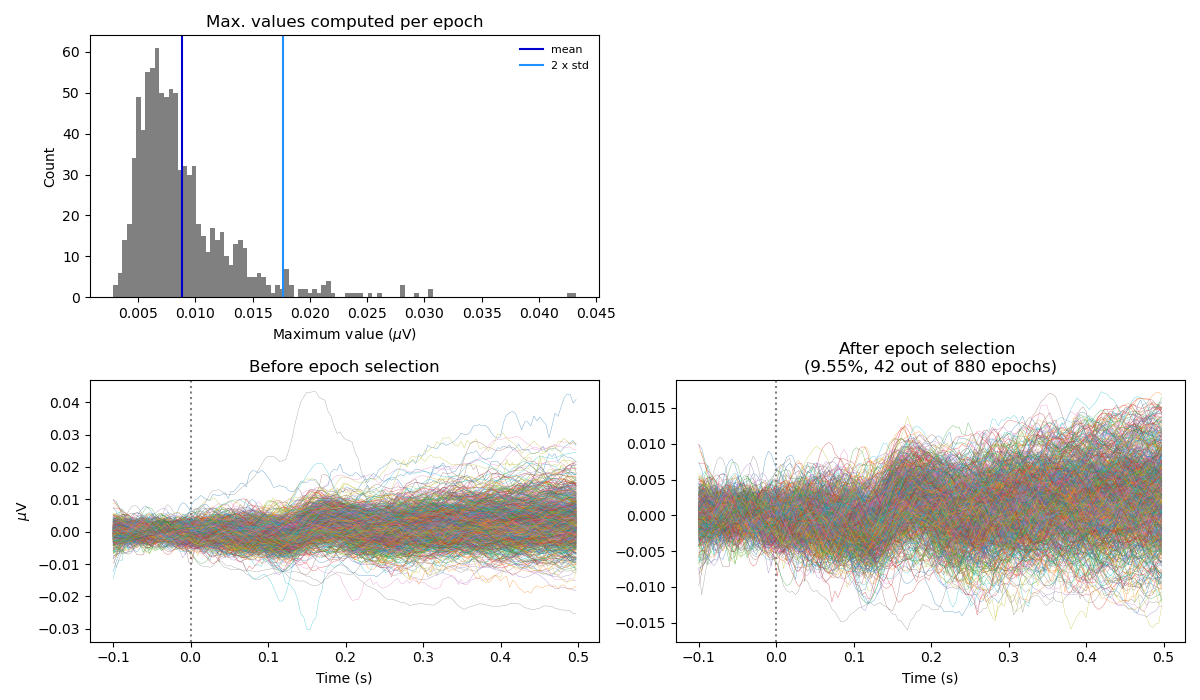 Max. values computed per epoch
60
50
40
30
20
10
0
Count
mean
2 x std
0.005 0.010 0.015 0.020 0.025 0.030 0.035 0.040 0.045
Maximum value (μV)
Before epoch selection
0.04
0.03
0.02
0.01
0.00
−0.01
−0.02
−0.03
μV
−0.1 0.0 0.1 0.2 0.3 0.4 0.5
Time (s)
After epoch selection
(9.55%, 42 out of 880 epochs)
0.015
0.010
0.005
0.000
−0.005
−0.010
−0.015
−0.1 0.0 0.1 0.2 0.3 0.4 0.5
Time (s)